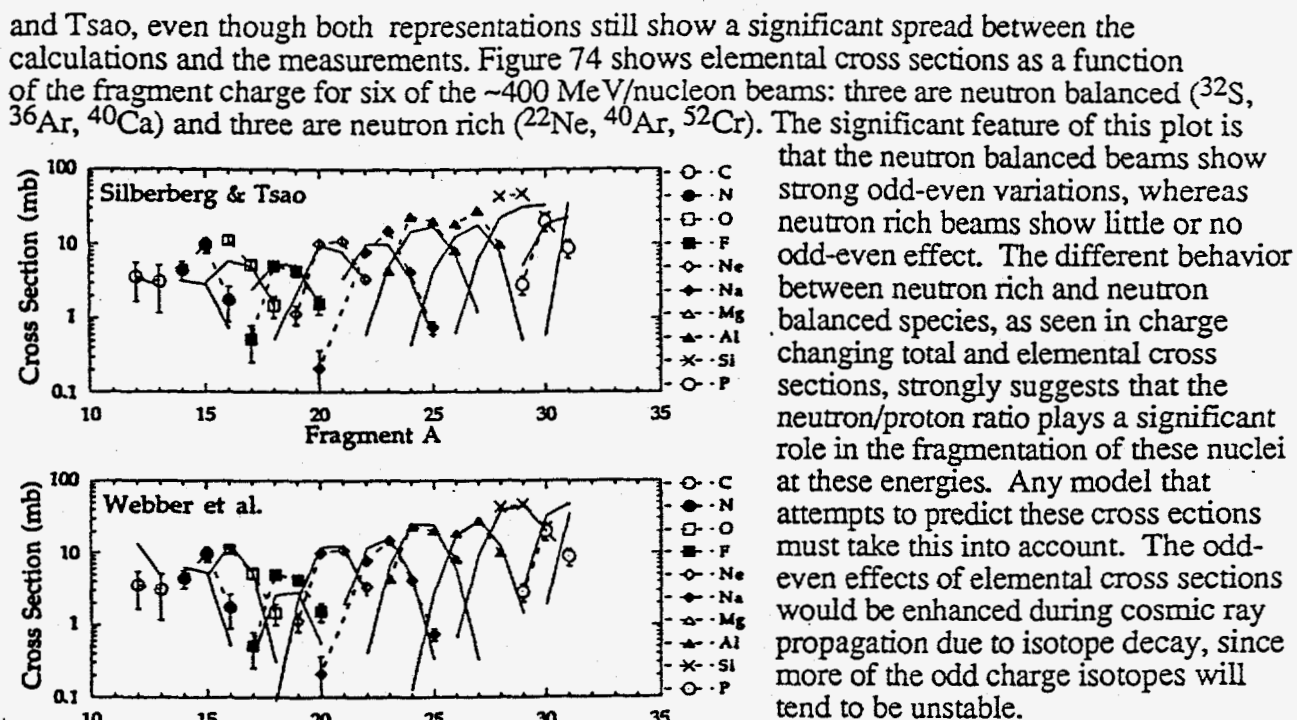 and Tsao, even though both representations still show a significant spread between the
calculations and the measurements. Figure 74 shows elemental cross sections as a function
of the fragment charge for six of the ~400 MeV/nucleon beams: three are neutron balanced (³²S,
³⁶Ar, ⁴⁰Ca) and three are neutron rich (²²Ne, ⁴⁰Ar, ⁵²Cr). The significant feature of this plot is
that the neutron balanced beams show
strong odd-even variations, whereas
neutron rich beams show little or no
odd-even effect. The different behavior
between neutron rich and neutron
balanced species, as seen in charge
changing total and elemental cross
sections, strongly suggests that the
neutron/proton ratio plays a significant
role in the fragmentation of these nuclei
at these energies. Any model that
attempts to predict these cross ections
must take this into account. The odd-
even effects of elemental cross sections
would be enhanced during cosmic ray
propagation due to isotope decay, since
more of the odd charge isotopes will
tend to be unstable.
Cross Section (mb)
100
10
1
0.1
Silberberg & Tsao
C
N
O
F
Ne
Na
Mg
Al
Si
P
10 15 20 25 30 35
Fragment A
Cross Section (mb)
100
10
1
0.1
Webber et al.
C
N
O
F
Ne
Na
Mg
Al
Si
P
10 15 20 25 30 35